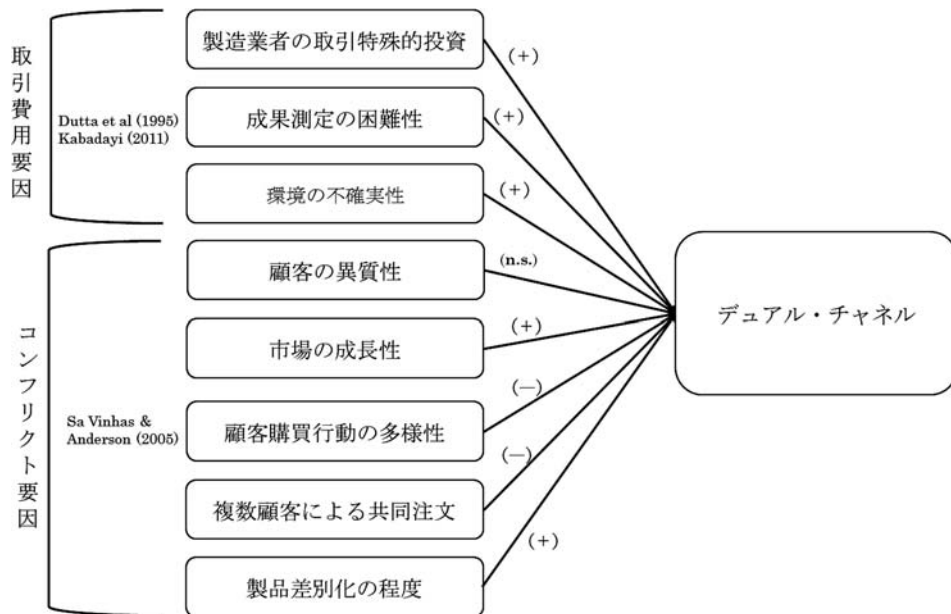 取引費用要因
Dutta et al (1995)
Kabadayi (2011)
製造業者の取引特殊的投資
(+)
成果測定の困難性
(+)
環境の不確実性
(+)
コンフリクト要因
Sa Vinhas &
Anderson (2005)
顧客の異質性
(n.s.)
市場の成長性
(+)
顧客購買行動の多様性
(−)
複数顧客による共同注文
(−)
製品差別化の程度
(+)
デュアル・チャネル